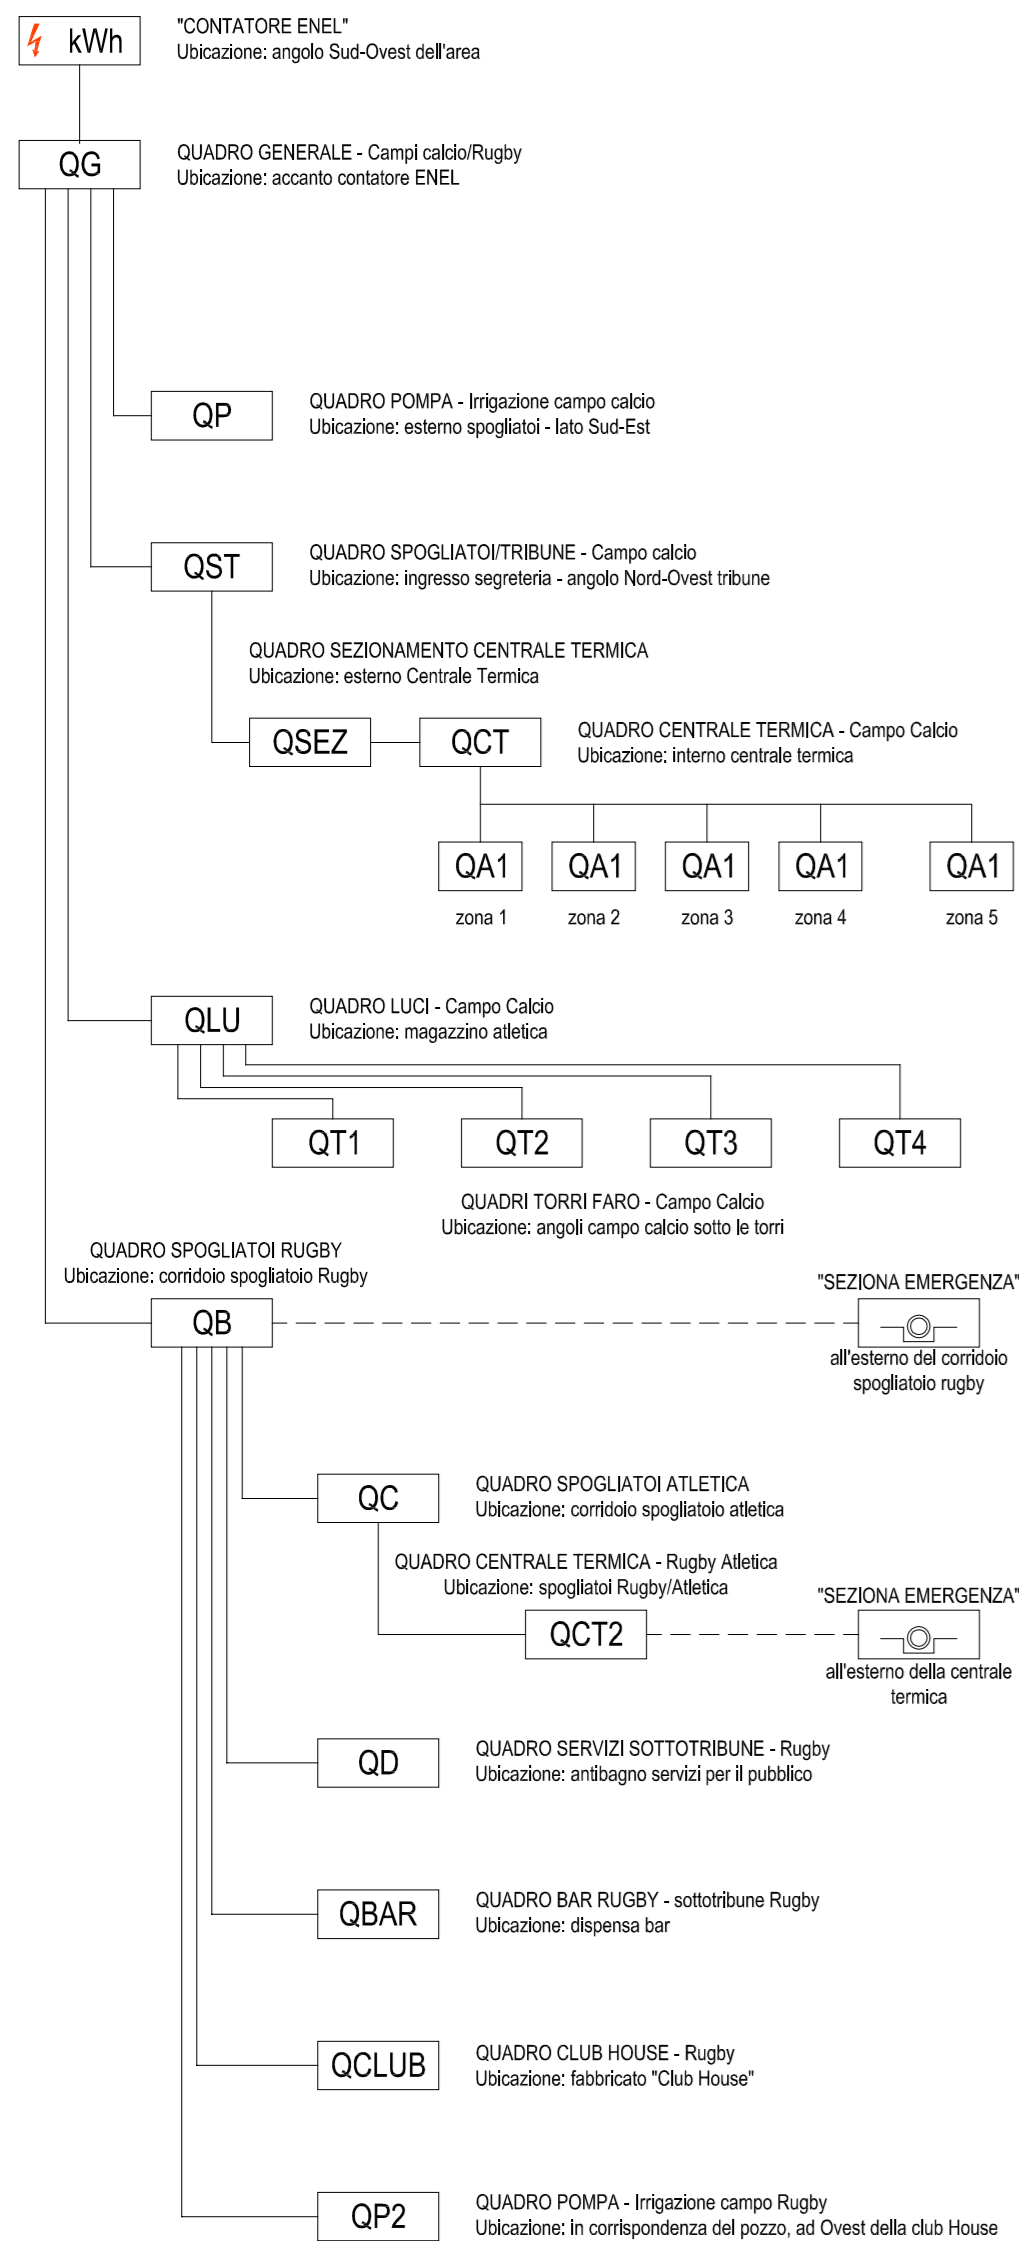 kWh
"CONTATORE ENEL"
Ubicazione: angolo Sud-Ovest dell'area
QG
QUADRO GENERALE - Campi calcio/Rugby
Ubicazione: accanto contatore ENEL
QP
QUADRO POMPA - Irrigazione campo calcio
Ubicazione: esterno spogliatoi - lato Sud-Est
QST
QUADRO SPOGLIATOI/TRIBUNE - Campo calcio
Ubicazione: ingresso segreteria - angolo Nord-Ovest tribune
QUADRO SEZIONAMENTO CENTRALE TERMICA
Ubicazione: esterno Centrale Termica
QSEZ
QCT
QUADRO CENTRALE TERMICA - Campo Calcio
Ubicazione: interno centrale termica
QA1
QA1
QA1
QA1
QA1
zona 1
zona 2
zona 3
zona 4
zona 5
QLU
QUADRO LUCI - Campo Calcio
Ubicazione: magazzino atletica
QT1
QT2
QT3
QT4
QUADRI TORRI FARO - Campo Calcio
Ubicazione: angoli campo calcio sotto le torri
QUADRO SPOGLIATOI RUGBY
Ubicazione: corridoio spogliatoio Rugby
QB
"SEZIONA EMERGENZA"
all'esterno del corridoio
spogliatoio rugby
QC
QUADRO SPOGLIATOI ATLETICA
Ubicazione: corridoio spogliatoio atletica
QUADRO CENTRALE TERMICA - Rugby Atletica
Ubicazione: spogliatoi Rugby/Atletica
QCT2
"SEZIONA EMERGENZA"
all'esterno della centrale
termica
QD
QUADRO SERVIZI SOTTOTRIBUNE - Rugby
Ubicazione: antibagno servizi per il pubblico
QBAR
QUADRO BAR RUGBY - sottotribune Rugby
Ubicazione: dispensa bar
QCLUB
QUADRO CLUB HOUSE - Rugby
Ubicazione: fabbricato "Club House"
QP2
QUADRO POMPA - Irrigazione campo Rugby
Ubicazione: in corrispondenza del pozzo, ad Ovest della club House